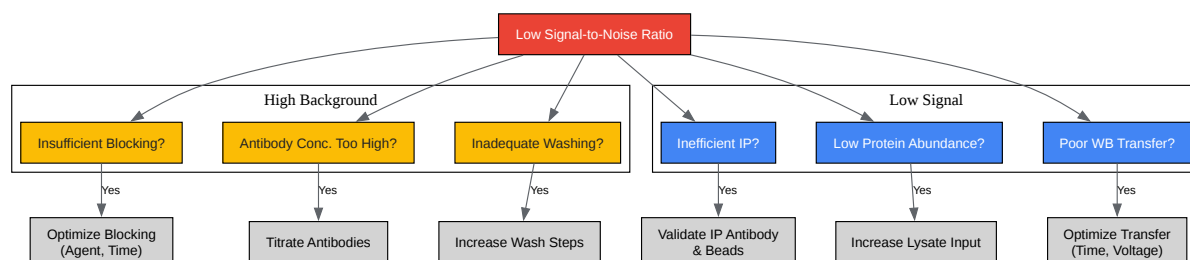 Low Signal-to-Noise Ratio
High Background
Low Signal
Insufficient Blocking?
Antibody Conc. Too High?
Inadequate Washing?
Inefficient IP?
Low Protein Abundance?
Poor WB Transfer?
Yes
Yes
Yes
Yes
Yes
Yes
Optimize Blocking
(Agent, Time)
Titrate Antibodies
Increase Wash Steps
Validate IP Antibody
& Beads
Increase Lysate Input
Optimize Transfer
(Time, Voltage)